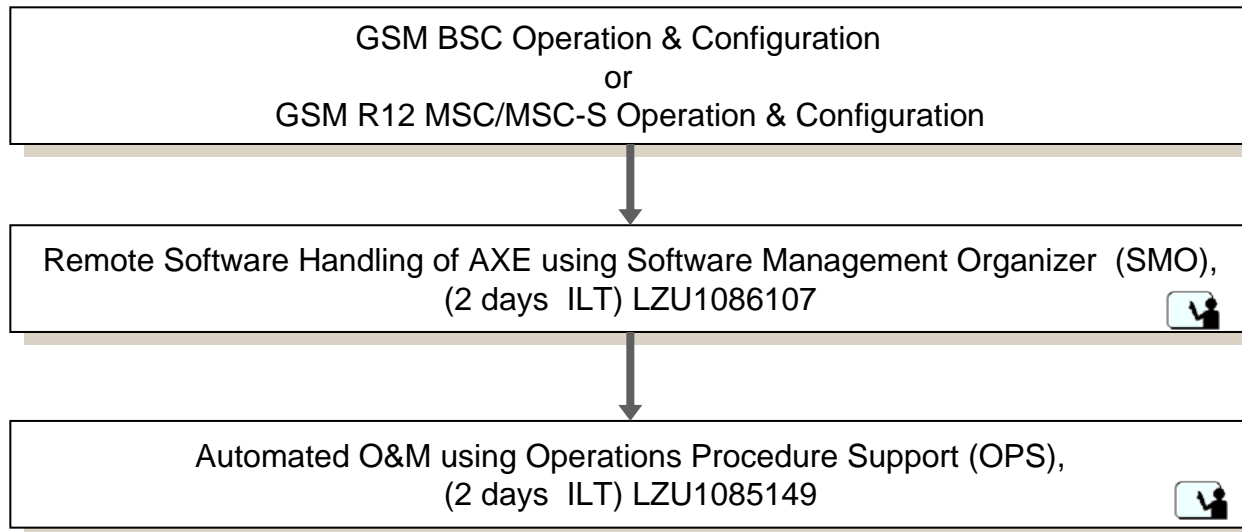 GSM BSC Operation & Configuration
or
GSM R12 MSC/MSC-S Operation & Configuration
Remote Software Handling of AXE using Software Management Organizer (SMO),
(2 days ILT) LZU1086107
Automated O&M using Operations Procedure Support (OPS),
(2 days ILT) LZU1085149